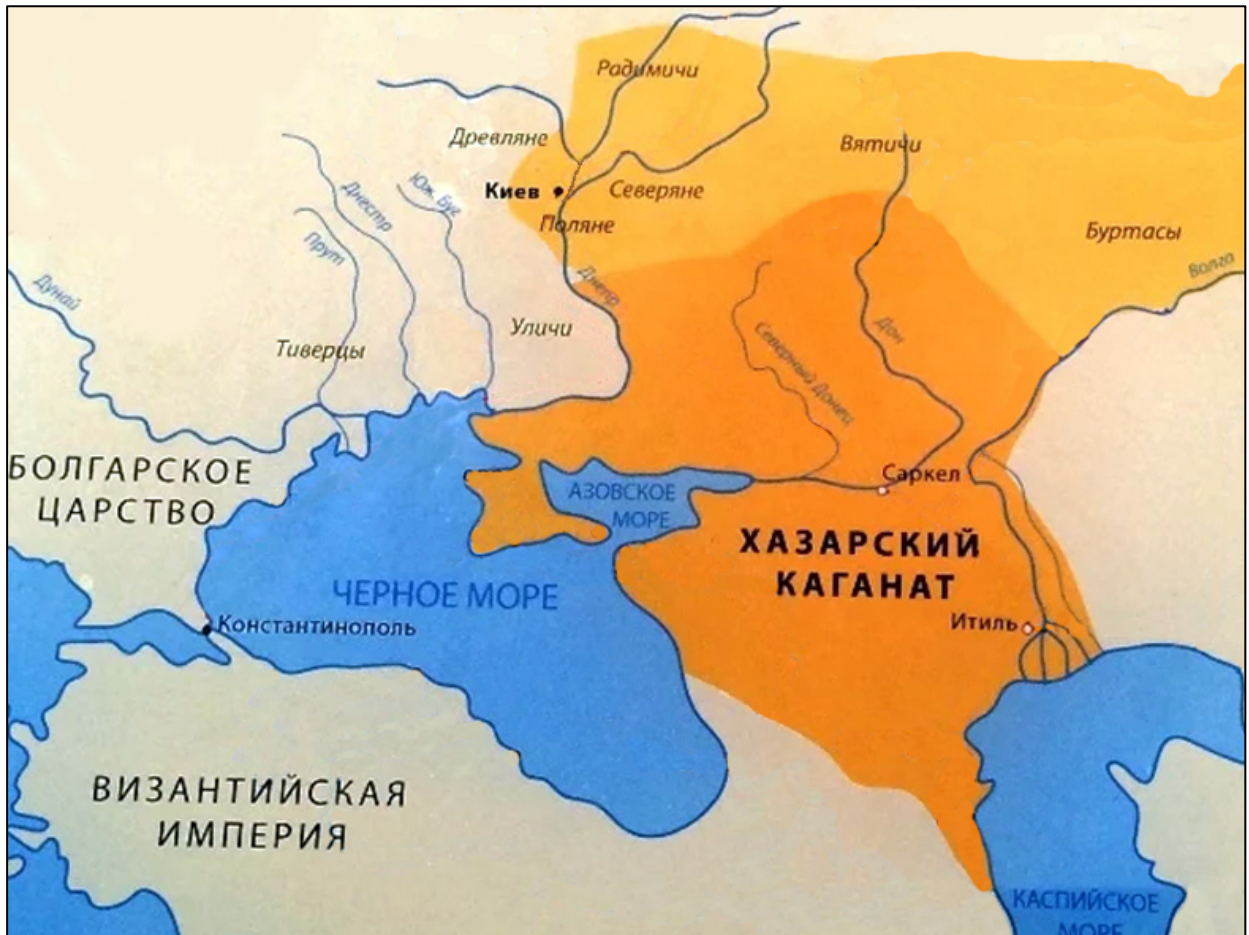 Радимичи
Древляне
Вятичи
Киев
Северяне
Юж. Буг
Днестр
Поляне
Буртасы
Прут
Волга
Дунай
Днепр
Уличи
Дон
Тиверцы
Северный Донец
БОЛГАРСКОЕ
ЦАРСТВО
Саркел
АЗОВСКОЕ
МОРЕ
ХАЗАРСКИЙ
КАГАНАТ
ЧЕРНОЕ МОРЕ
Константинополь
Итиль
ВИЗАНТИЙСКАЯ
ИМПЕРИЯ
КАСПИЙСКОЕ
МОРЕ